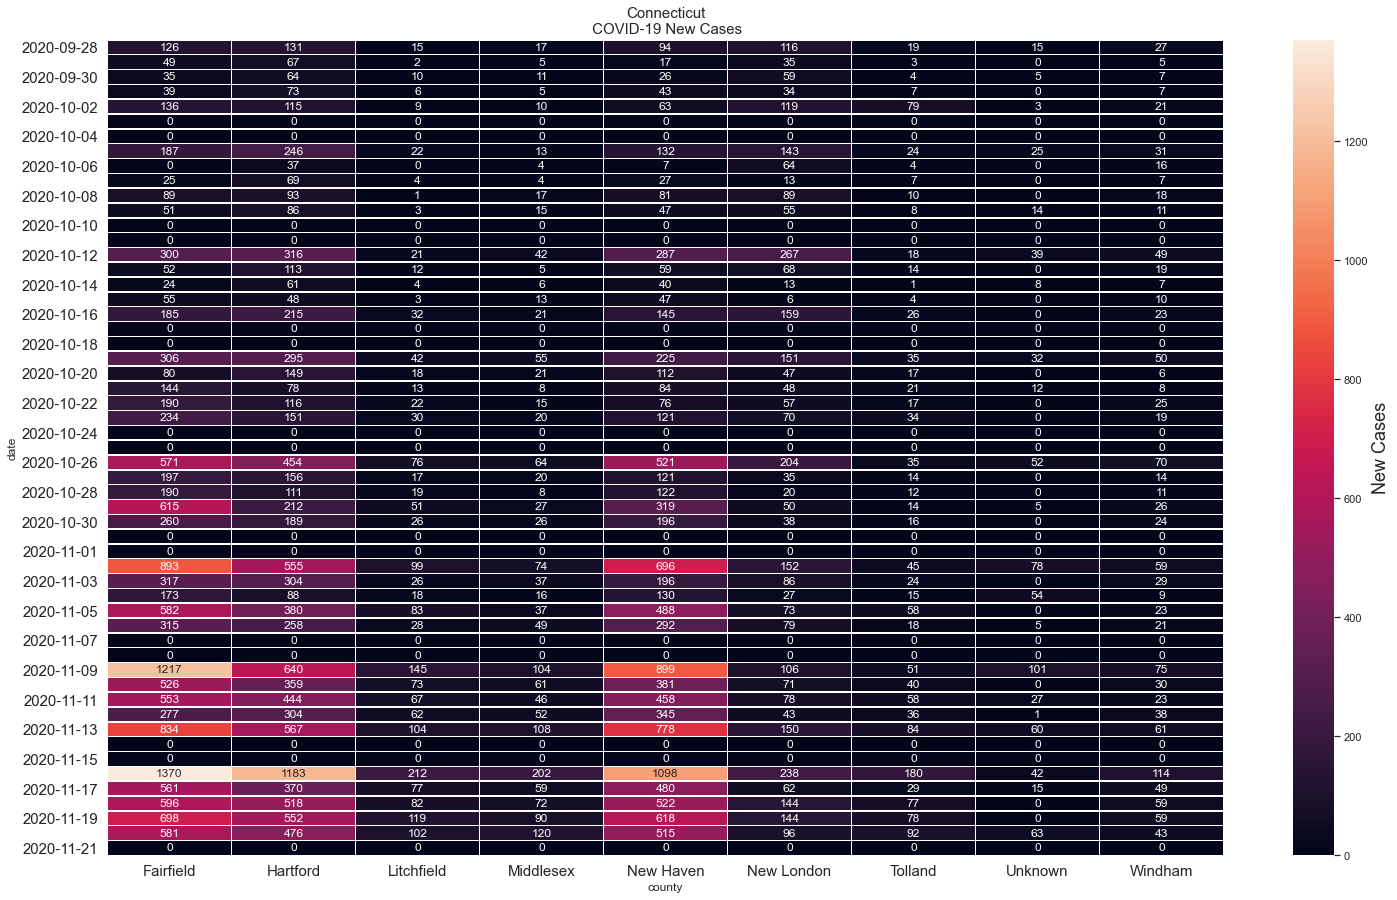 Connecticut
COVID-19 New Cases
2020-09-28 126 131 15 17 94 116 19 15 27
49 67 2 5 17 35 3 0 5
2020-09-30 35 64 10 11 26 59 4 5 7
39 73 6 5 43 34 7 0 7
2020-10-02 136 115 9 10 63 119 79 3 21
0 0 0 0 0 0 0 0 0
2020-10-04 0 0 0 0 0 0 0 0 0
187 246 22 13 132 143 24 25 31
2020-10-06 0 37 0 4 7 64 4 0 16
25 69 4 4 27 13 7 0 7
2020-10-08 89 93 1 17 81 89 10 0 18
51 86 3 15 47 55 8 14 11
2020-10-10 0 0 0 0 0 0 0 0 0
0 0 0 0 0 0 0 0 0
2020-10-12 300 316 21 42 287 267 18 39 49
52 113 12 5 59 68 14 0 19
2020-10-14 24 61 4 6 40 13 1 8 7
55 48 3 13 47 6 4 0 10
2020-10-16 185 215 32 21 145 159 26 0 23
0 0 0 0 0 0 0 0 0
2020-10-18 0 0 0 0 0 0 0 0 0
306 295 42 55 225 151 35 32 50
2020-10-20 80 149 18 21 112 47 17 0 6
144 78 13 8 84 48 21 12 8
2020-10-22 190 116 22 15 76 57 17 0 25
234 151 30 20 121 70 34 0 19
2020-10-24 0 0 0 0 0 0 0 0 0
0 0 0 0 0 0 0 0 0
2020-10-26 571 454 76 64 521 204 35 52 70
197 156 17 20 121 35 14 0 14
2020-10-28 190 111 19 8 122 20 12 0 11
615 212 51 27 319 50 14 5 26
2020-10-30 260 189 26 26 196 38 16 0 24
0 0 0 0 0 0 0 0 0
2020-11-01 0 0 0 0 0 0 0 0 0
893 555 99 74 696 152 45 78 59
2020-11-03 317 304 26 37 196 86 24 0 29
173 88 18 16 130 27 15 54 9
2020-11-05 582 380 83 37 488 73 58 0 23
315 258 28 49 292 79 18 5 21
2020-11-07 0 0 0 0 0 0 0 0 0
0 0 0 0 0 0 0 0 0
2020-11-09 1217 640 145 104 899 106 51 101 75
526 359 73 61 381 71 40 0 30
2020-11-11 553 444 67 46 458 78 58 27 23
277 304 62 52 345 43 36 1 38
2020-11-13 834 567 104 108 778 150 84 60 61
0 0 0 0 0 0 0 0 0
2020-11-15 0 0 0 0 0 0 0 0 0
1370 1183 212 202 1098 238 180 42 114
2020-11-17 561 370 77 59 480 62 29 15 49
596 518 82 72 522 144 77 0 59
2020-11-19 698 552 119 90 618 144 78 0 59
581 476 102 120 515 96 92 63 43
2020-11-21 0 0 0 0 0 0 0 0 0
Fairfield Hartford Litchfield Middlesex New Haven New London Tolland Unknown Windham
county
date
1200
1000
800
600
400
200
0
New Cases